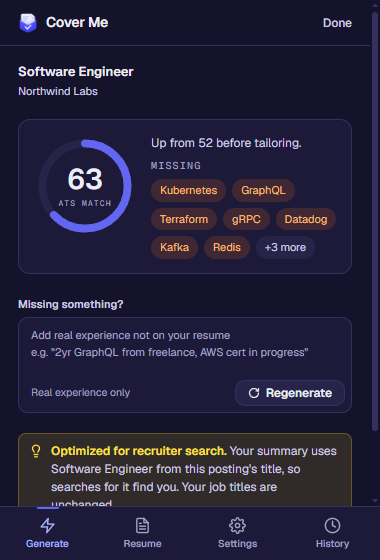 Cover Me
Done
Software Engineer
Northwind Labs
63
ATS MATCH
Up from 52 before tailoring.
MISSING
Kubernetes GraphQL
Terraform gRPC Datadog
Kafka Redis +3 more
Missing something?
Add real experience not on your resume
e.g. "2yr GraphQL from freelance, AWS cert in progress"
Real experience only
Regenerate
Optimized for recruiter search. Your summary uses
Software Engineer from this posting's title, so
searches for it find you. Your job titles are
unchanged
Generate Resume Settings History